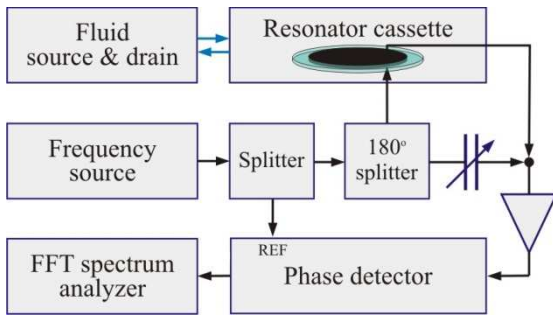 Fluid
source & drain
Resonator cassette
Frequency
source
Splitter
180°
splitter
FFT spectrum
analyzer
REF
Phase detector